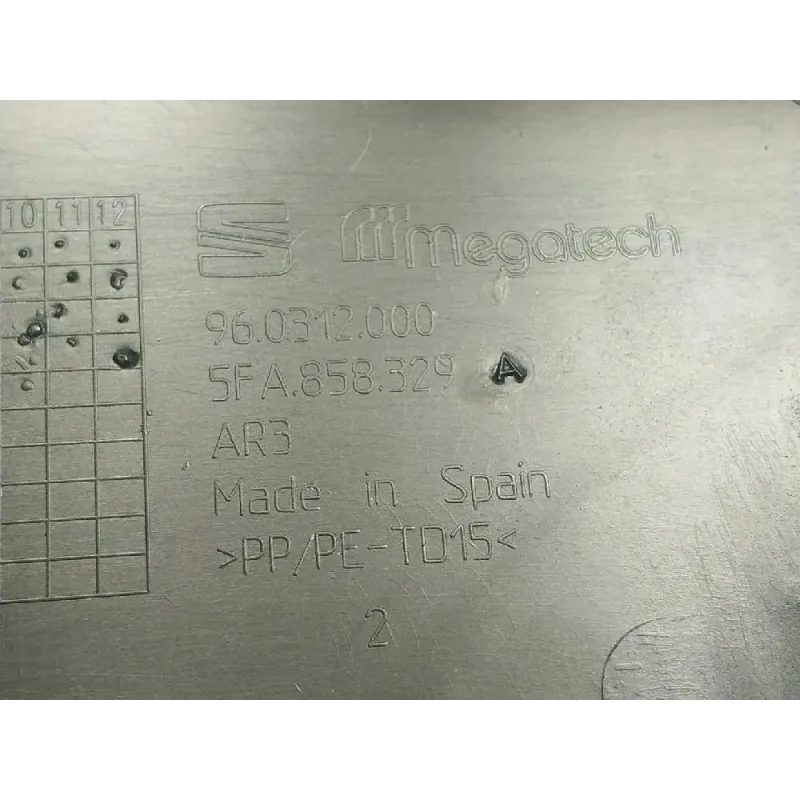 10 11 12
megatech
96.0312.000
5FA.858.329 A
AR3
Made in Spain
>PP/PE-TD15<
2